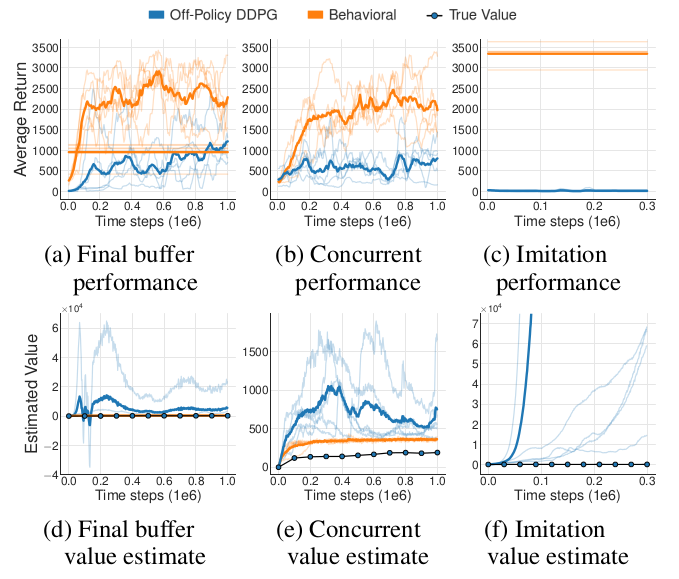 Off-Policy DDPG Behavioral True Value
Average Return
3500
3000
2500
2000
1500
1000
500
0
0.0 0.2 0.4 0.6 0.8 1.0
Time steps (1e6)
3500
3000
2500
2000
1500
1000
500
0
0.0 0.2 0.4 0.6 0.8 1.0
Time steps (1e6)
3500
3000
2500
2000
1500
1000
500
0
0.0 0.1 0.2 0.3
Time steps (1e6)
(a) Final buffer
performance
(b) Concurrent
performance
(c) Imitation
performance
Estimated Value
×10⁴
6
4
2
0
−2
−4
0.0 0.2 0.4 0.6 0.8 1.0
Time steps (1e6)
1500
1000
500
0
0.0 0.2 0.4 0.6 0.8 1.0
Time steps (1e6)
×10⁴
7
6
5
4
3
2
1
0
0.0 0.1 0.2 0.3
Time steps (1e6)
(d) Final buffer
value estimate
(e) Concurrent
value estimate
(f) Imitation
value estimate